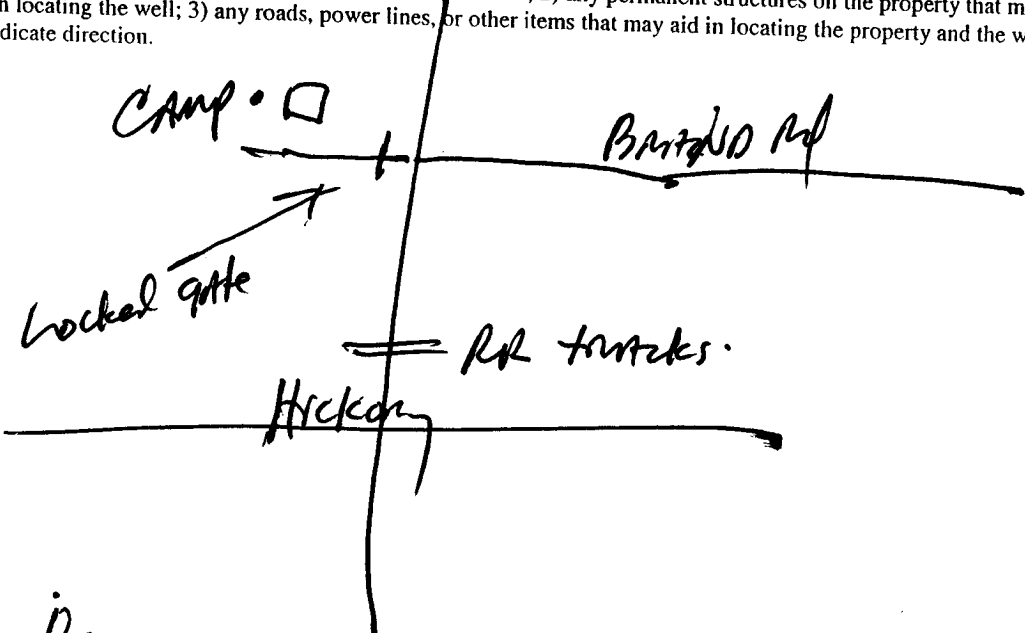 locating the well; 3) any roads, power lines, or other items that may aid in locating the property and the
dicate direction.
CAMP
Locked gate
RR tracks.
Hickory